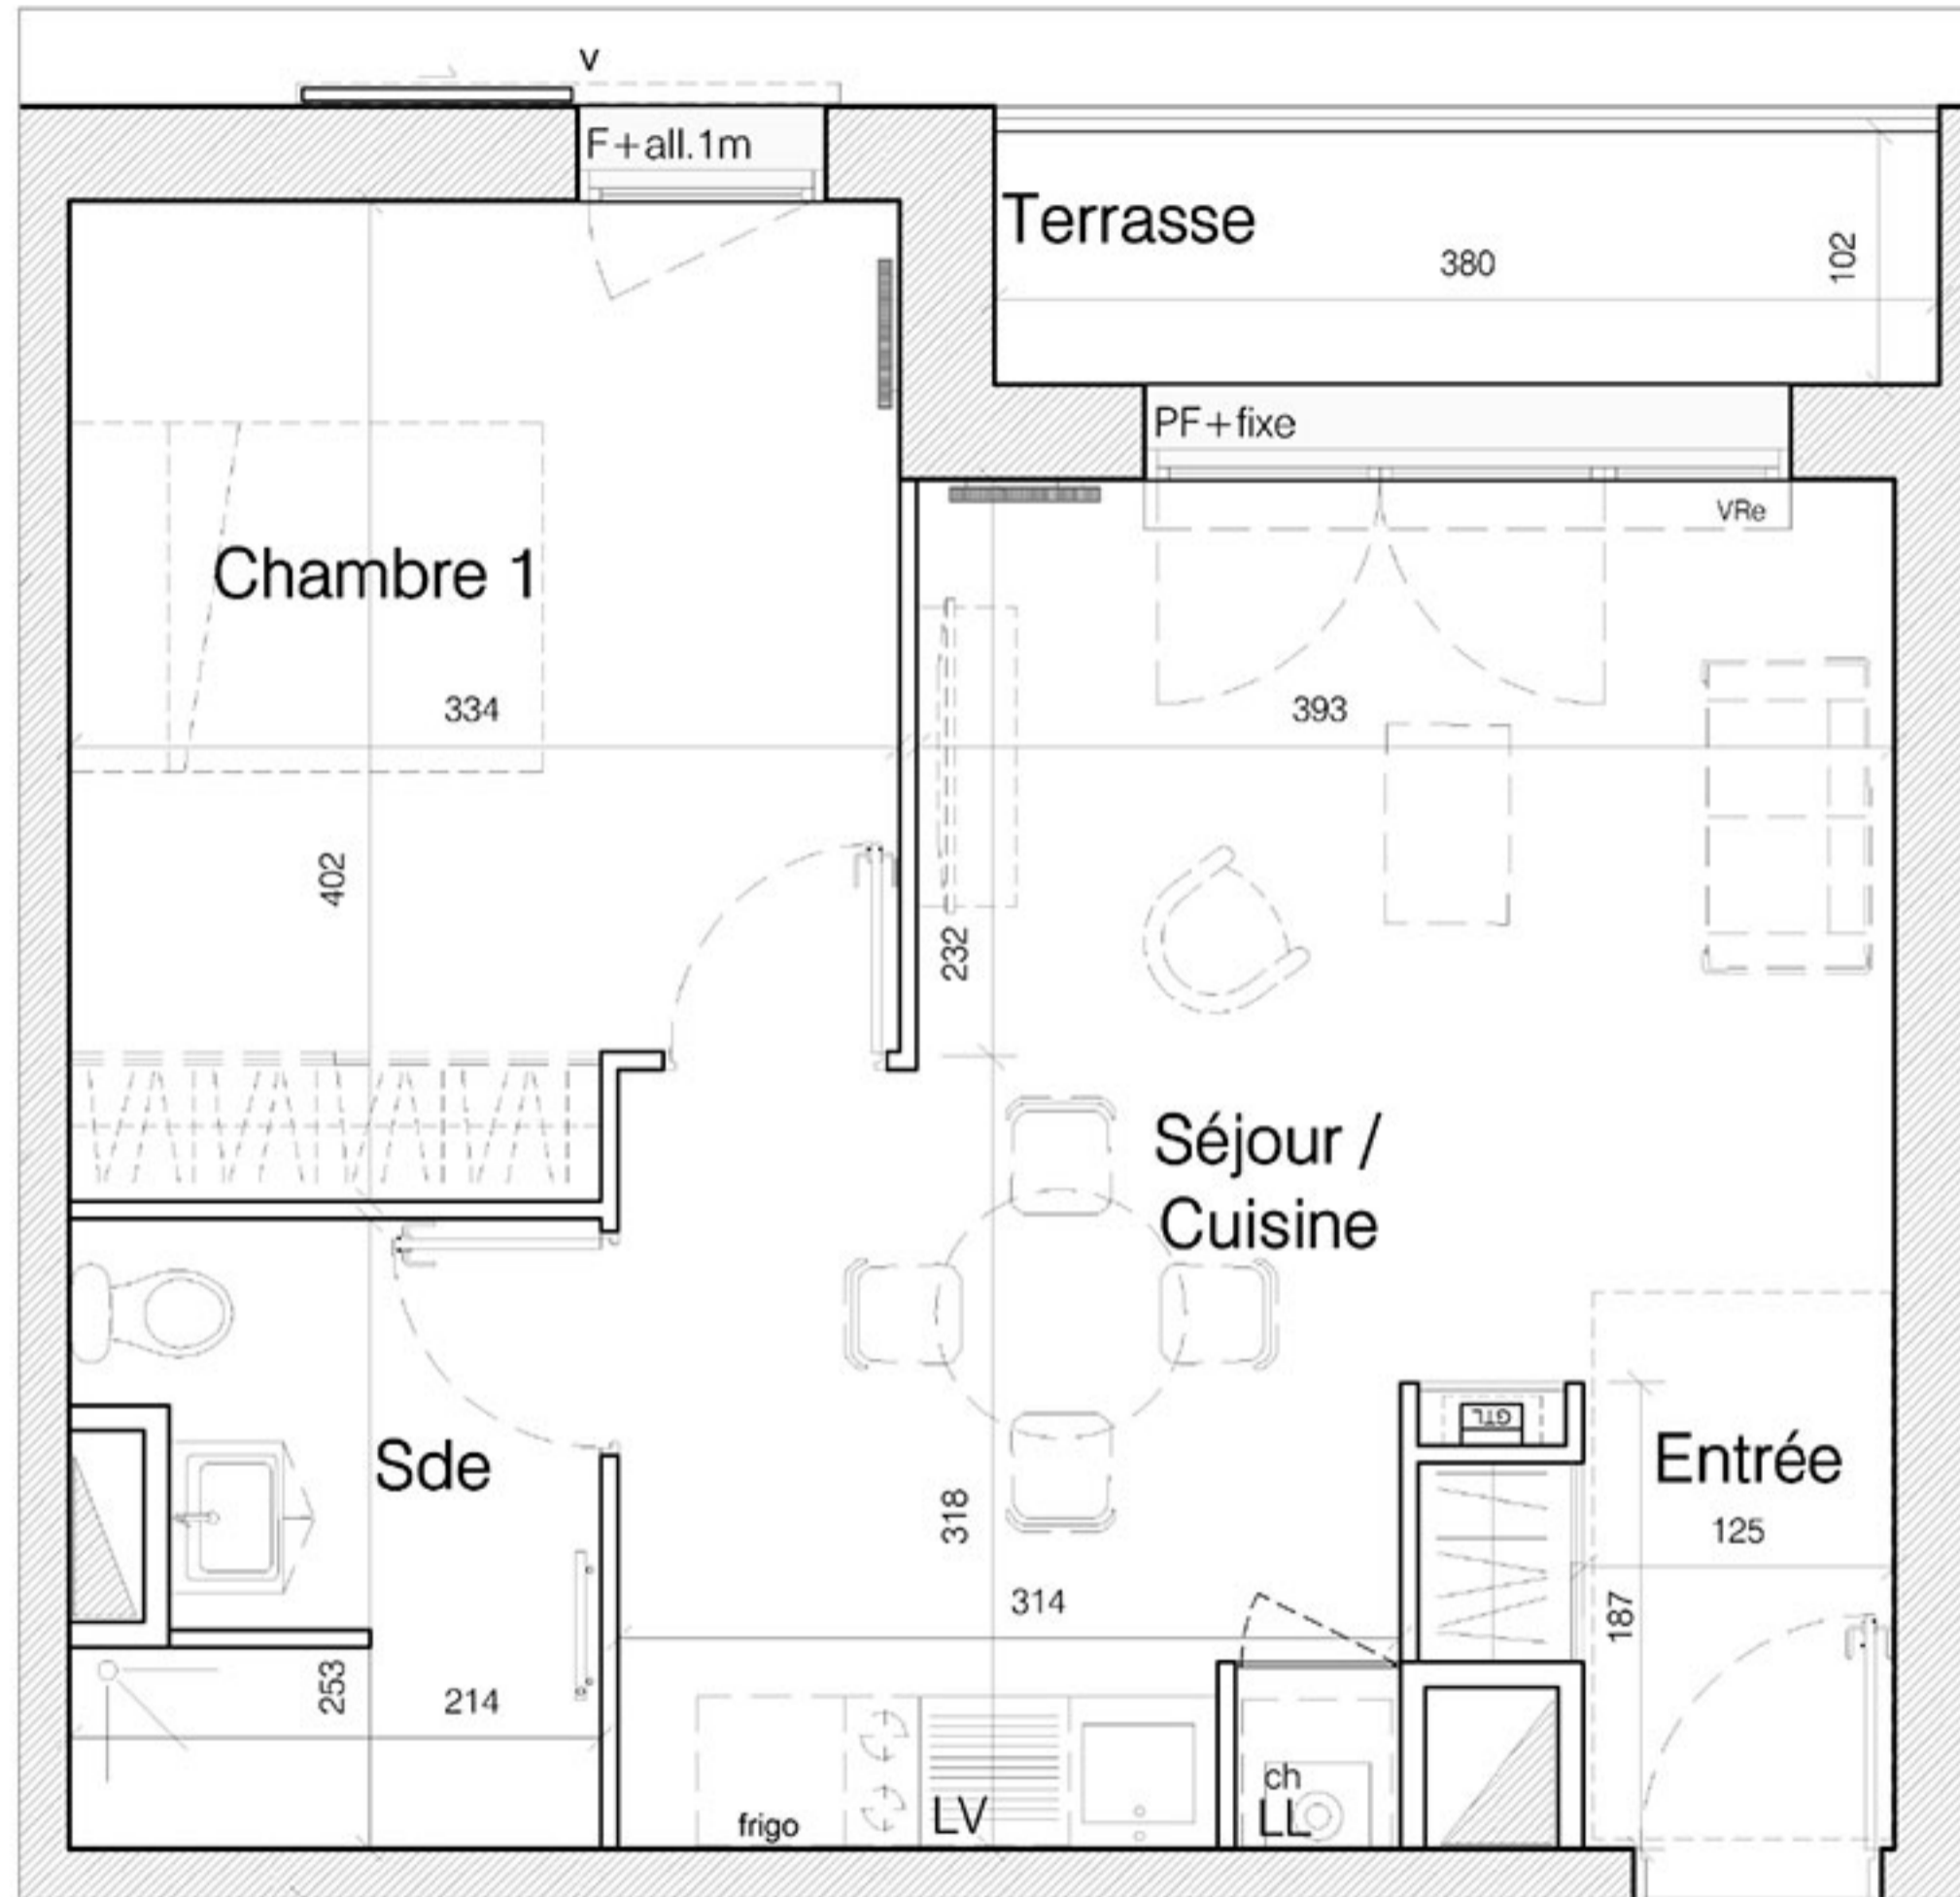 v
F+all.1m
Terrasse
380
102
PF+fixe
VRe
Chambre 1
334
393
402
232
Séjour /
Cuisine
GTL
Entrée
125
Sde
318
314
187
253
214
frigo
LV
ch
LL